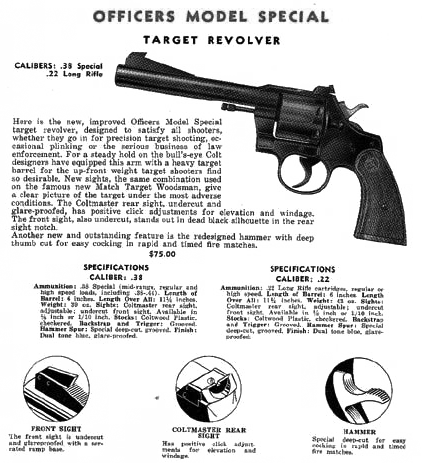 OFFICERS MODEL SPECIAL
TARGET REVOLVER
CALIBERS: .38 Special
.22 Long Rifle
Here is the new, improved Officers Model Special
target revolver, designed to satisfy all shooters,
whether they go in for precision target shooting, oc-
casional plinking or the serious business of law
enforcement. For a steady hold on the bull's-eye Colt
designers have equipped this arm with a heavy target
barrel for the up-front weight target shooters find
so desirable. New sights, the same combination used
on the famous new Match Target Woodsman, give
a clear picture of the target under the most adverse
conditions. The Coltmaster rear sight, undercut and
glare-proofed, has positive click adjustments for elevation and windage.
The front sight, also undercut, stands out in dead black silhouette in the rear
sight notch.
Another new and outstanding feature is the redesigned hammer with deep
thumb cut for easy cocking in rapid and timed fire matches.
$75.00
SPECIFICATIONS
CALIBER: .38
Ammunition: .38 Special (mid-range, regular and
high speed loads, including .38-44). Length of
Barrel: 6 inches. Length Over All: 11¼ inches.
Weight: 39 oz. Sights: Coltmaster rear sight,
adjustable; undercut front sight. Available in
⅛ inch or 1/10 inch. Stocks: Coltwood Plastic,
checkered. Backstrap and Trigger: Grooved.
Hammer Spur: Special deep-cut, grooved. Finish:
Dual tone blue, glare-proofed.
SPECIFICATIONS
CALIBER: .22
Ammunition: .22 Long Rifle cartridges, regular or
high speed. Length of Barrel: 6 inches. Length
Over All: 11¼ inches. Weight: 43 oz. Sights:
Coltmaster rear sight, adjustable; undercut
front sight. Available in ⅛ inch or 1/10 inch.
Stocks: Coltwood Plastic, checkered. Backstrap
and Trigger: Grooved. Hammer Spur: Special
deep-cut, grooved. Finish: Dual tone blue, glare-
proofed.
FRONT SIGHT
The front sight is undercut
and glareproofed with a ser-
rated ramp base.
COLTMASTER REAR
SIGHT
Has positive click adjust-
ments for elevation and
windage.
HAMMER
Special deep-cut for easy
cocking in rapid and timed
fire matches.